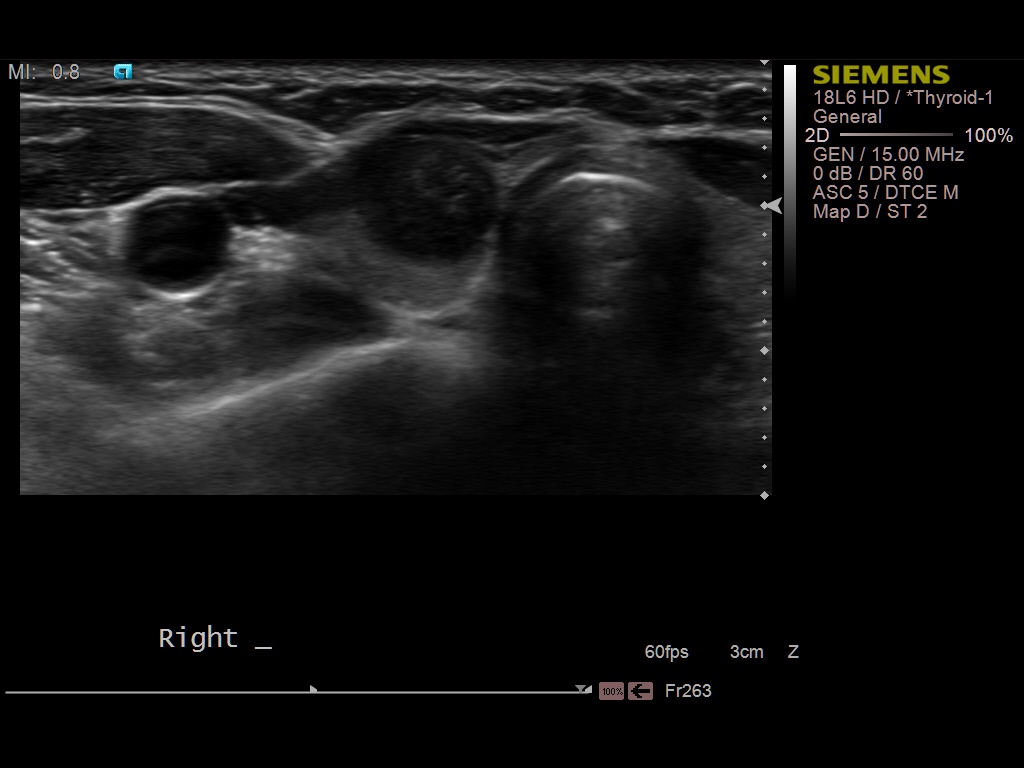 MI: 0.8
SIEMENS
18L6 HD / *Thyroid-1
General
2D 100%
GEN / 15.00 MHz
0 dB / DR 60
ASC 5 / DTCE M
Map D / ST 2
Right _
60fps 3cm Z
100% Fr263